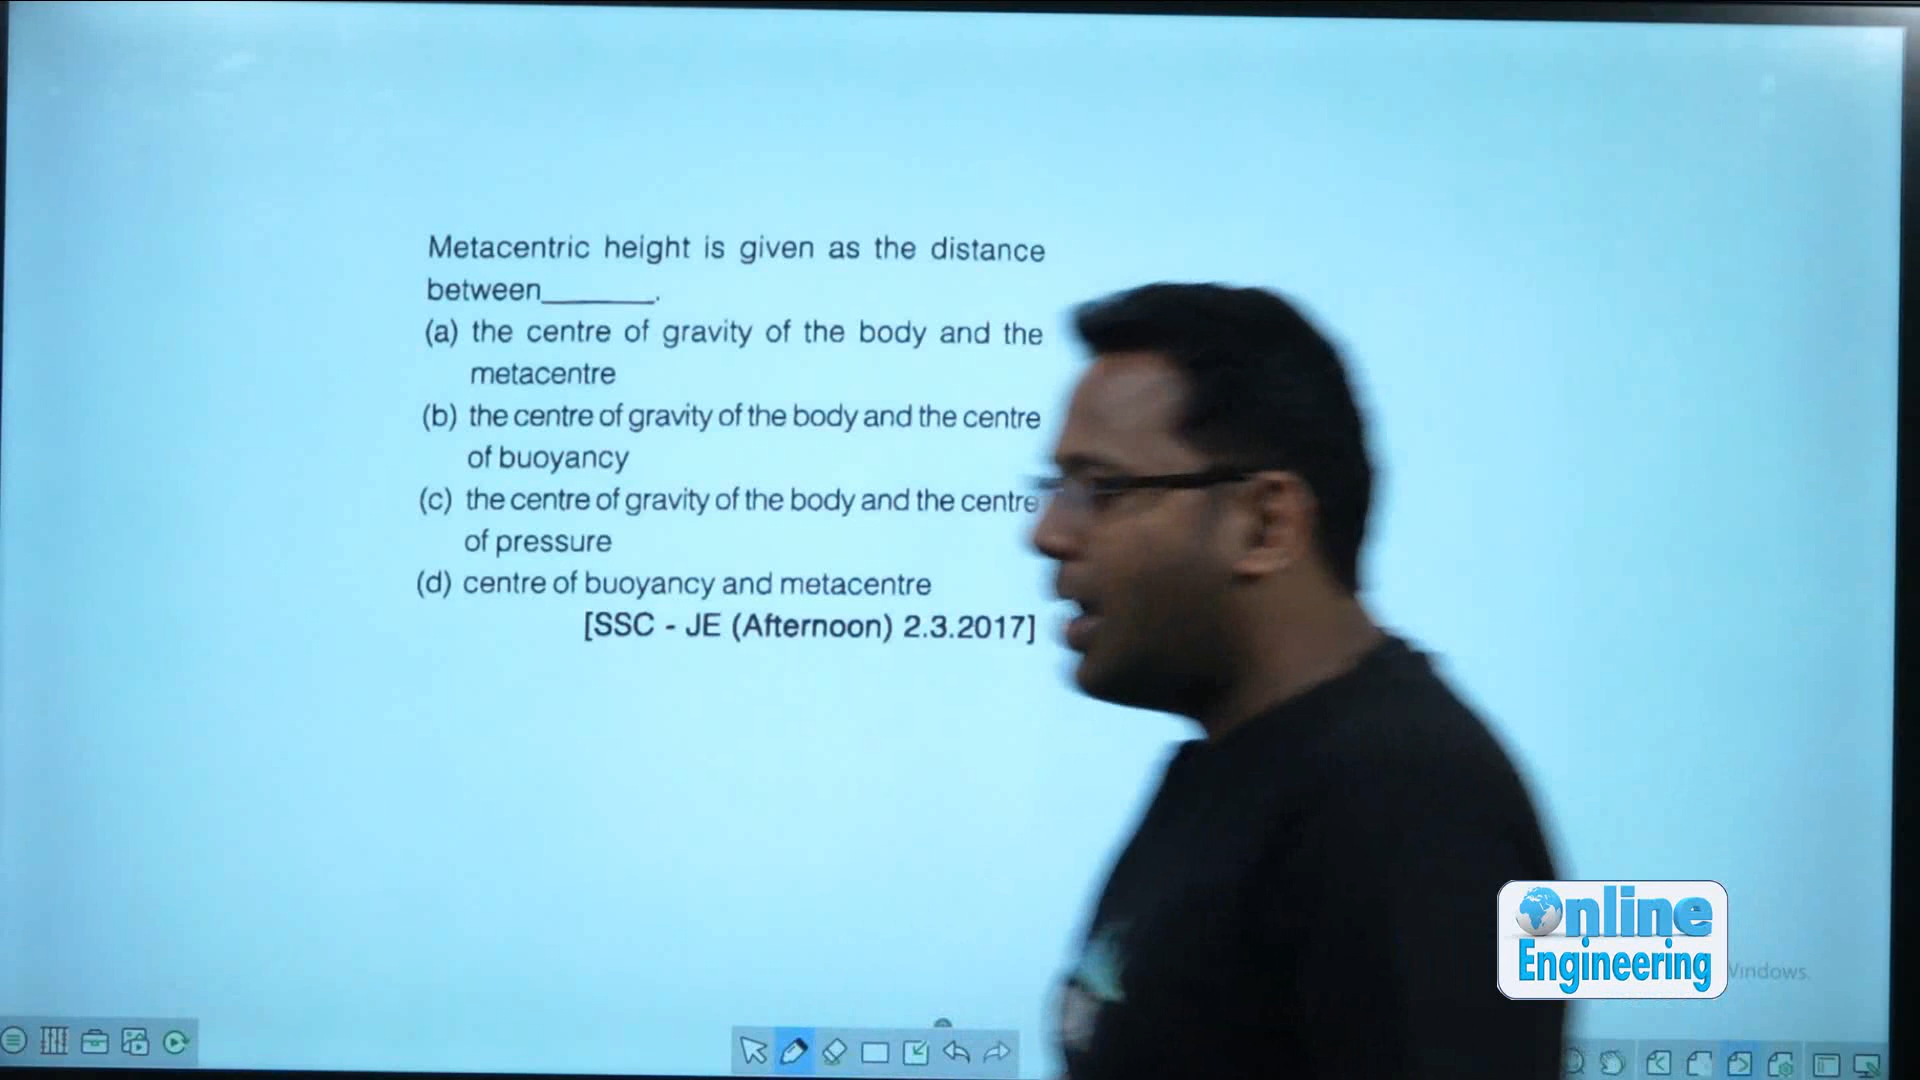 Metacentric height is given as the distance
between_______.
(a) the centre of gravity of the body and the
metacentre
(b) the centre of gravity of the body and the centre
of buoyancy
(c) the centre of gravity of the body and the centre
of pressure
(d) centre of buoyancy and metacentre
[SSC - JE (Afternoon) 2.3.2017]
Online
Engineering
Windows.